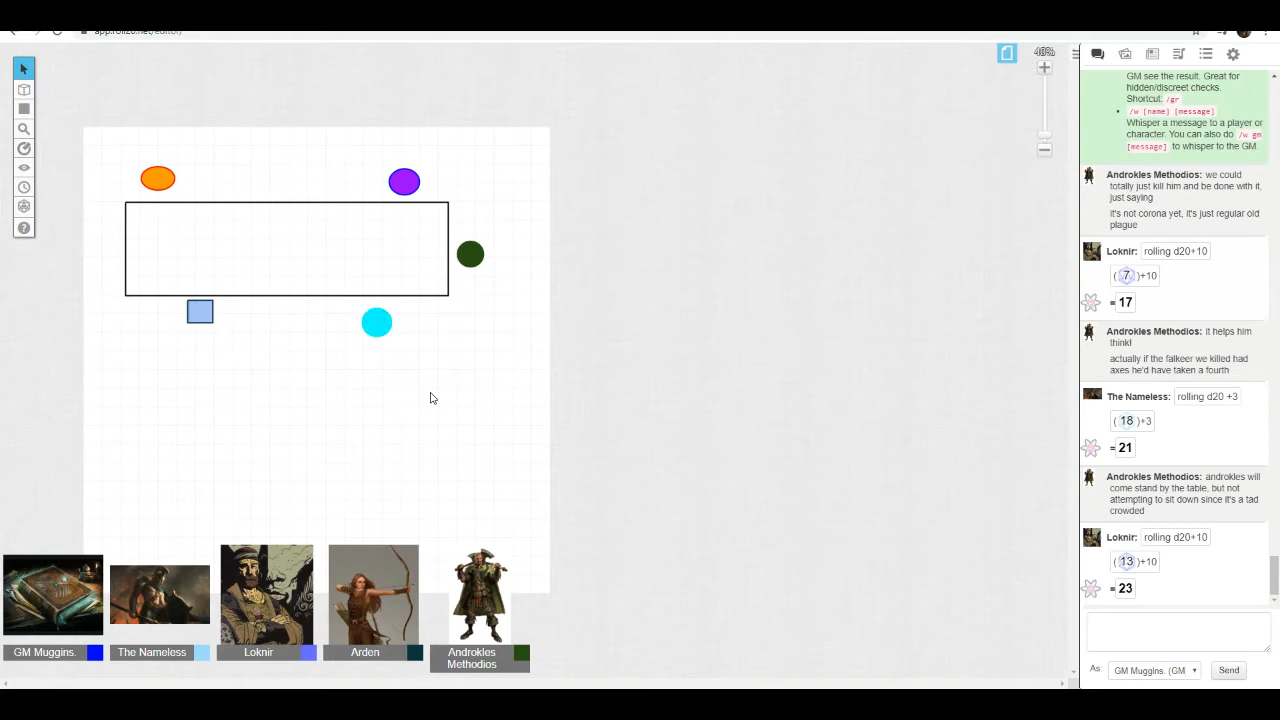 app.roll20.net/editor/
48%
GM see the result. Great for
hidden/discreet checks.
Shortcut: /gr
• /w [name] [message]
Whisper a message to a player or
character. You can also do /w gm
[message] to whisper to the GM.
Androkles Methodios: we could
totally just kill him and be done with it,
just saying
it's not corona yet, it's just regular old
plague
Loknir: rolling d20+10
(7)+10
= 17
Androkles Methodios: it helps him
think!
actually if the falkeer we killed had
axes he'd have taken a fourth
The Nameless: rolling d20 +3
(18)+3
= 21
Androkles Methodios: androkles will
come stand by the table, but not
attempting to sit down since it's a tad
crowded
Loknir: rolling d20+10
(13)+10
= 23
As: GM Muggins. (GM
Send
GM Muggins.
The Nameless
Loknir
Arden
Androkles
Methodios